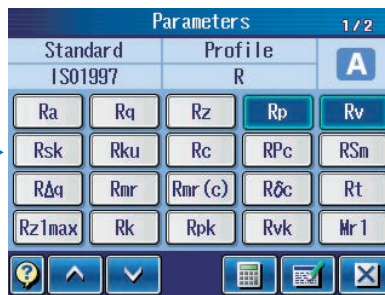 Parameters 1/2
Standard Profile
ISO1997 R
A
Ra Rq Rz Rp Rv
Rsk Rku Rc RPc RSm
RΔq Rmr Rmr(c) Rδc Rt
Rz1max Rk Rpk Rvk Mr1
?